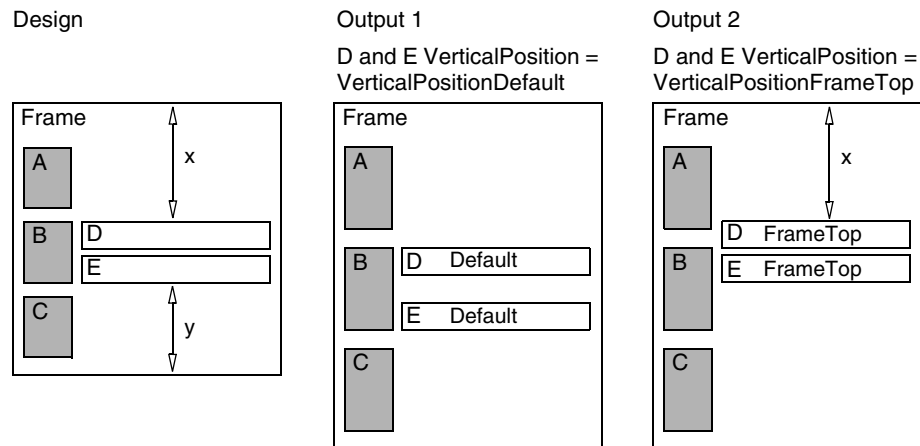 Design
Output 1
D and E VerticalPosition =
VerticalPositionDefault
Output 2
D and E VerticalPosition =
VerticalPositionFrameTop
Frame
x
A
B
D
E
C
y
Frame
A
B
D Default
E Default
C
Frame
x
A
D FrameTop
B
E FrameTop
C